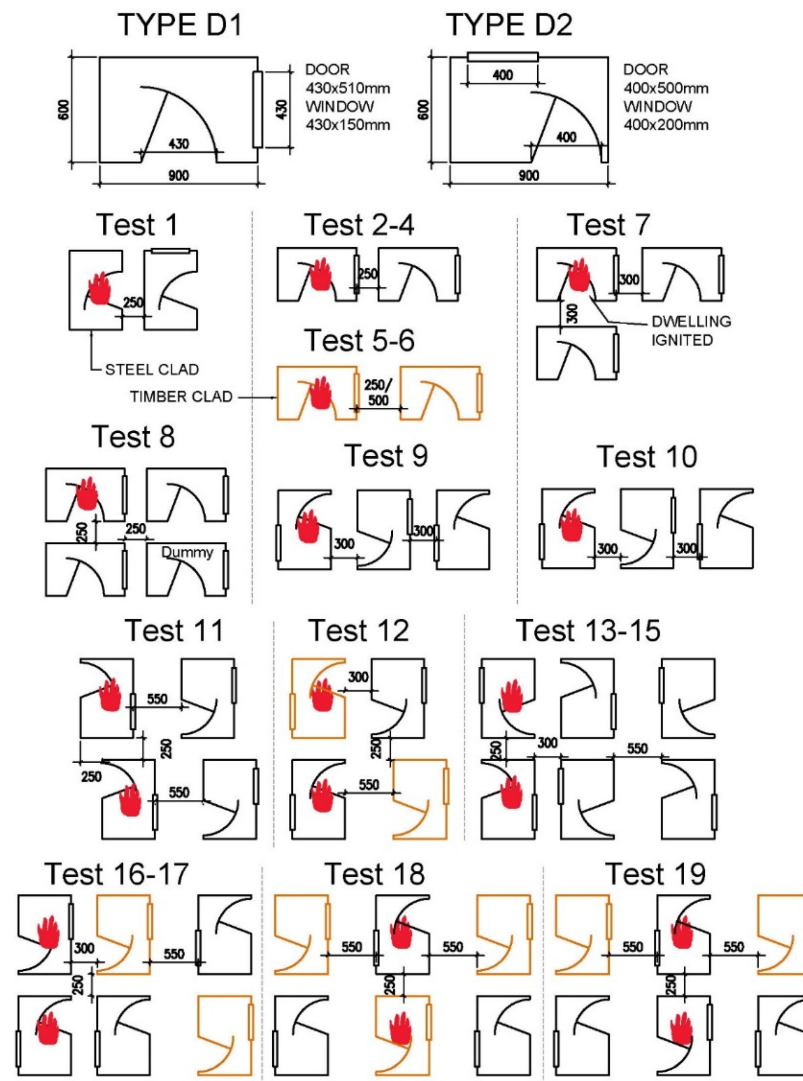 TYPE D1
600
430
900
430
DOOR
430x510mm
WINDOW
430x150mm
TYPE D2
600
400
400
900
DOOR
400x500mm
WINDOW
400x200mm
Test 1
250
STEEL CLAD
Test 2-4
250
Test 5-6
TIMBER CLAD
250/
500
Test 7
300
300
DWELLING
IGNITED
Test 8
250
250
Dummy
Test 9
300
300
Test 10
300
300
Test 11
550
250
250
550
Test 12
300
250
550
Test 13-15
250
300
550
Test 16-17
300
550
250
Test 18
550
550
250
Test 19
550
550
250